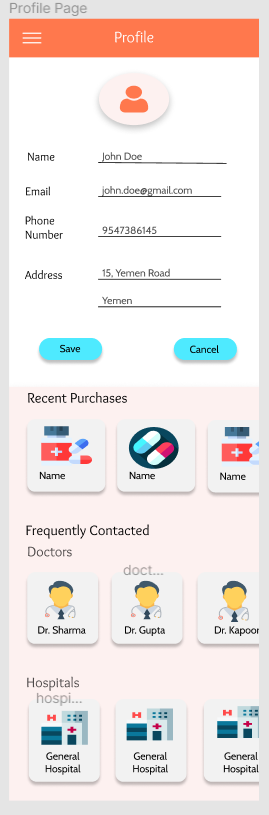 Profile Page
Profile
Name John Doe
Email john.doe@gmail.com
Phone
Number 9547386145
Address 15, Yemen Road
Yemen
Save Cancel
Recent Purchases
Name Name Name
Frequently Contacted
Doctors
doct...
Dr. Sharma Dr. Gupta Dr. Kapoor
Hospitals
hospi...
General General General
Hospital Hospital Hospital